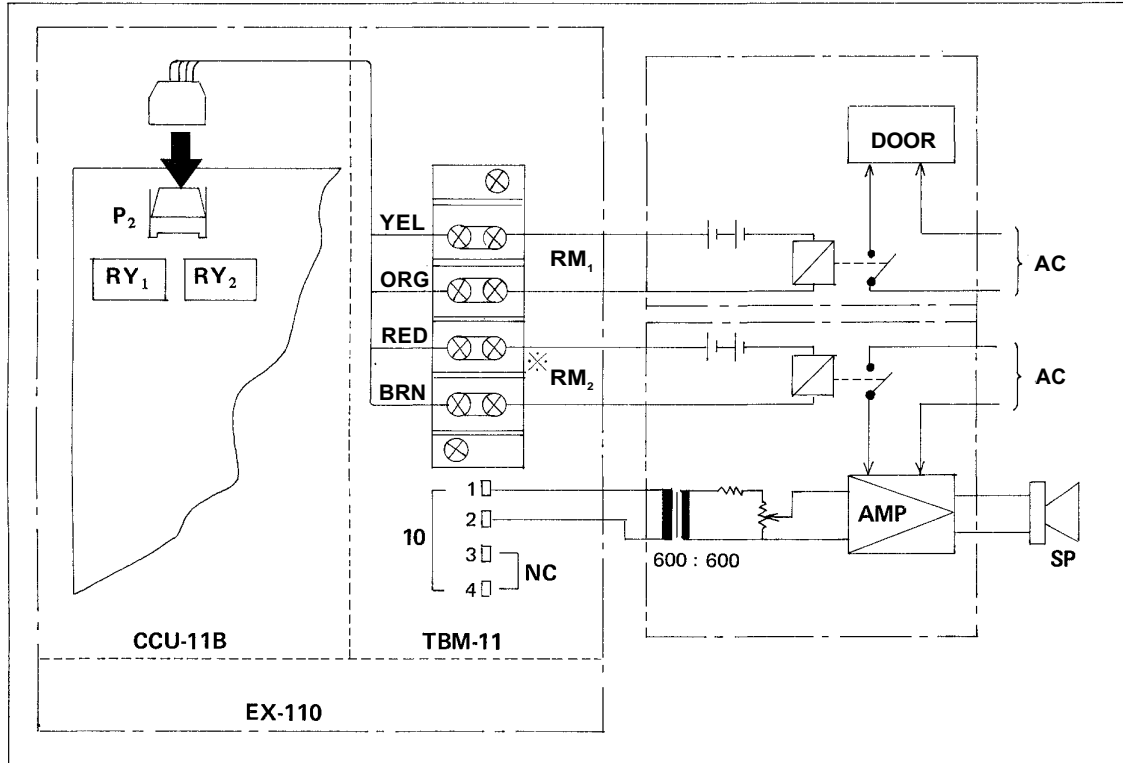 DOOR
P₂
YEL
RY₁ RY₂
RM₁
AC
ORG
RED
※
RM₂
AC
BRN
1
2
10
3
NC
4
AMP
600 : 600
SP
CCU-11B
TBM-11
EX-110